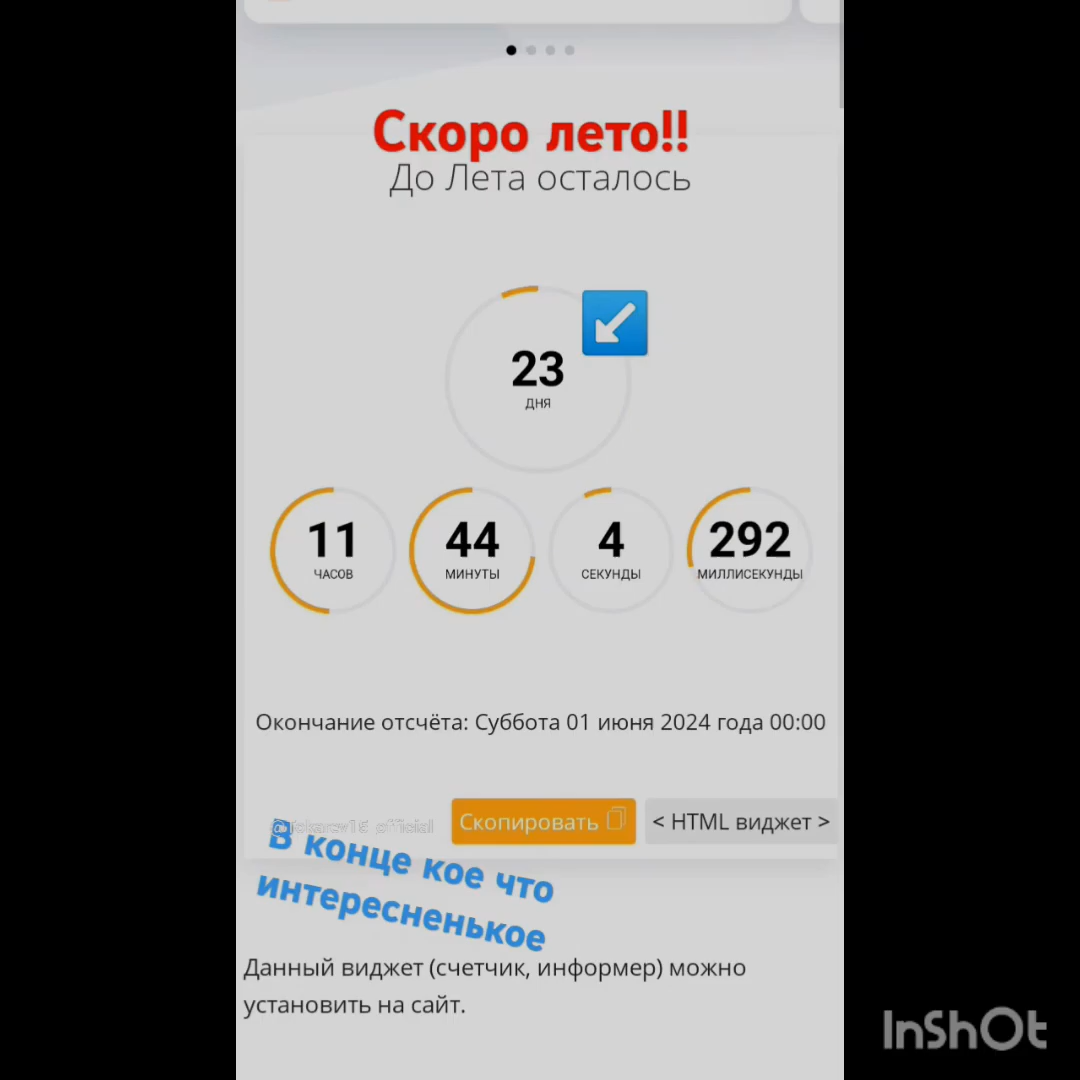 Скоро лето!!
До Лета осталось
23
ДНЯ
11
ЧАСОВ
44
МИНУТЫ
4
СЕКУНДЫ
292
МИЛЛИСЕКУНДЫ
Окончание отсчёта: Суббота 01 июня 2024 года 00:00
Скопировать
< HTML виджет >
В конце кое что
интересненькое
Данный виджет (счетчик, информер) можно
установить на сайт.
InShOt